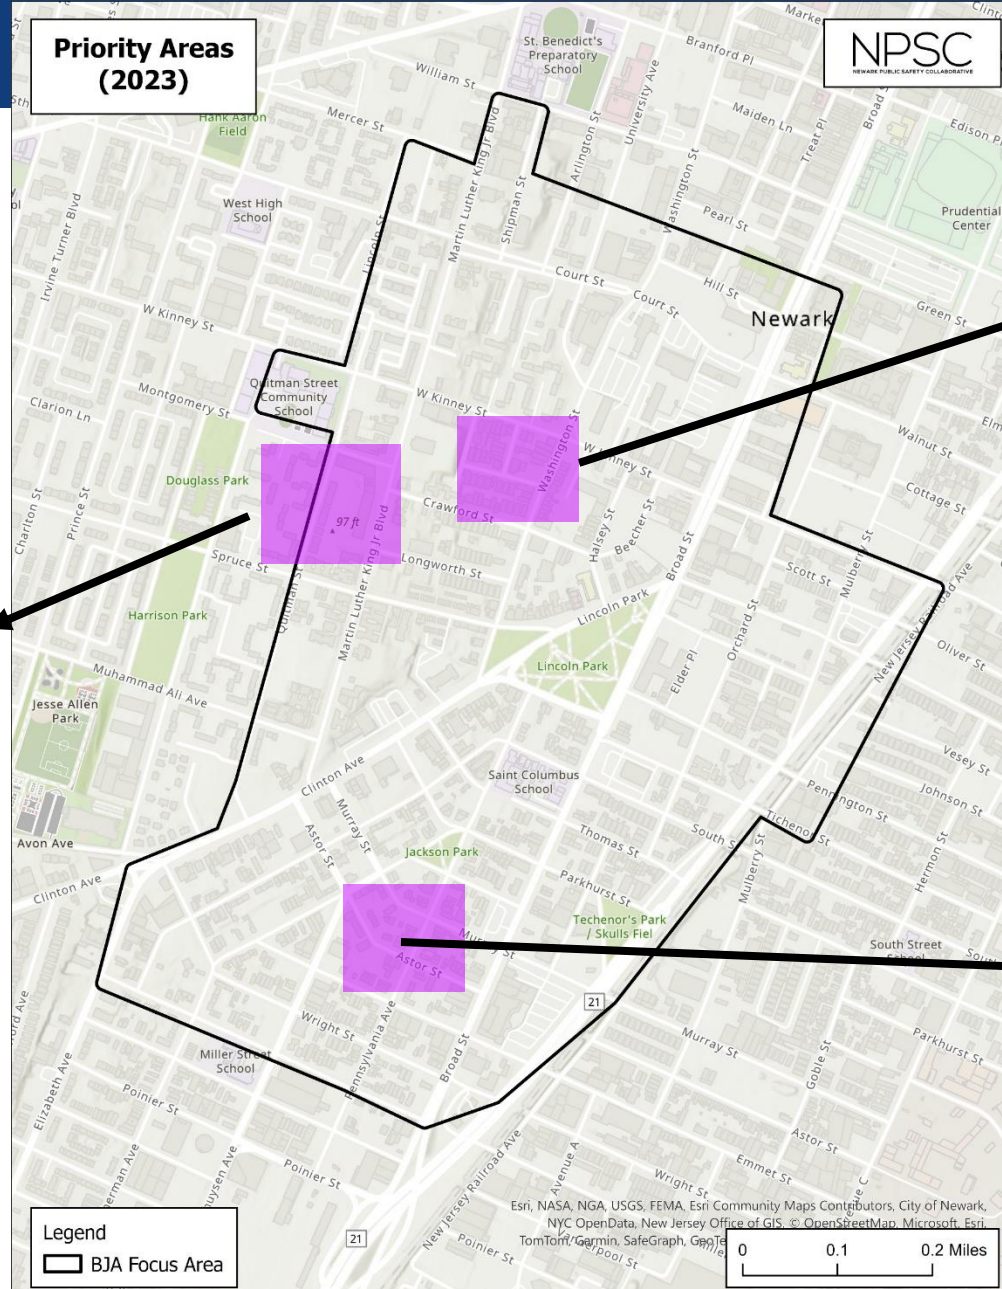 Priority Areas
(2023)
NPSC
NEWARK PUBLIC SAFETY COLLABORATIVE
St. Benedict's
Preparatory
School
Branford Pl
Broad S
William St
University Ave
Maiden Ln
Treat Pl
Edison P
Hank Aaron
Field
Mercer St
Martin Luther King Jr Blvd
Arlington St
Washington St
West High
School
Shipman St
Pearl St
Prudential
Center
Irvine Turner Blvd
Lincoln St
Court St
Court St
Hill St
Newark
Green St
W Kinney St
Quitman Street
Community
School
Montgomery St
Clarion Ln
W Kinney St
Washington St
W Kinney St
Walnut St
Elm
Douglass Park
Charlton St
Prince St
97 ft
Crawford St
Halsey St
Beecher St
Broad St
Cottage St
Spruce St
Longworth St
Scott St
Mulberry St
Quitman St
Martin Luther King Jr Blvd
Harrison Park
Lincoln Park
Orchard St
New Jersey Railroad Ave
Oliver St
Muhammad Ali Ave
Lincoln Park
Elder Pl
Jesse Allen
Park
Clinton Ave
Saint Columbus
School
Vesey St
Johnson St
Pennington St
Avon Ave
Astor St
Murray St
Jackson Park
Thomas St
South S
Tichenor St
Mulberry St
Hermon St
Clinton Ave
Parkhurst St
Techenor's Park
/ Skulls Fiel
Murray St
Astor St
South Street
School
South
21
Wright St
Pennsylvania Ave
Broad St
Murray St
Goble St
Parkhurst St
Miller Street
School
Elizabeth Ave
Poinier St
Astor St
Emmet St
Poinier St
New Jersey Railroad Ave
Avenue A
Wright St
21
Poinier St
Esri, NASA, NGA, USGS, FEMA, Esri Community Maps Contributors, City of Newark,
NYC OpenData, New Jersey Office of GIS, © OpenStreetMap, Microsoft, Esri,
TomTom, Garmin, SafeGraph, GeoTe
Legend
BJA Focus Area
0 0.1 0.2 Miles